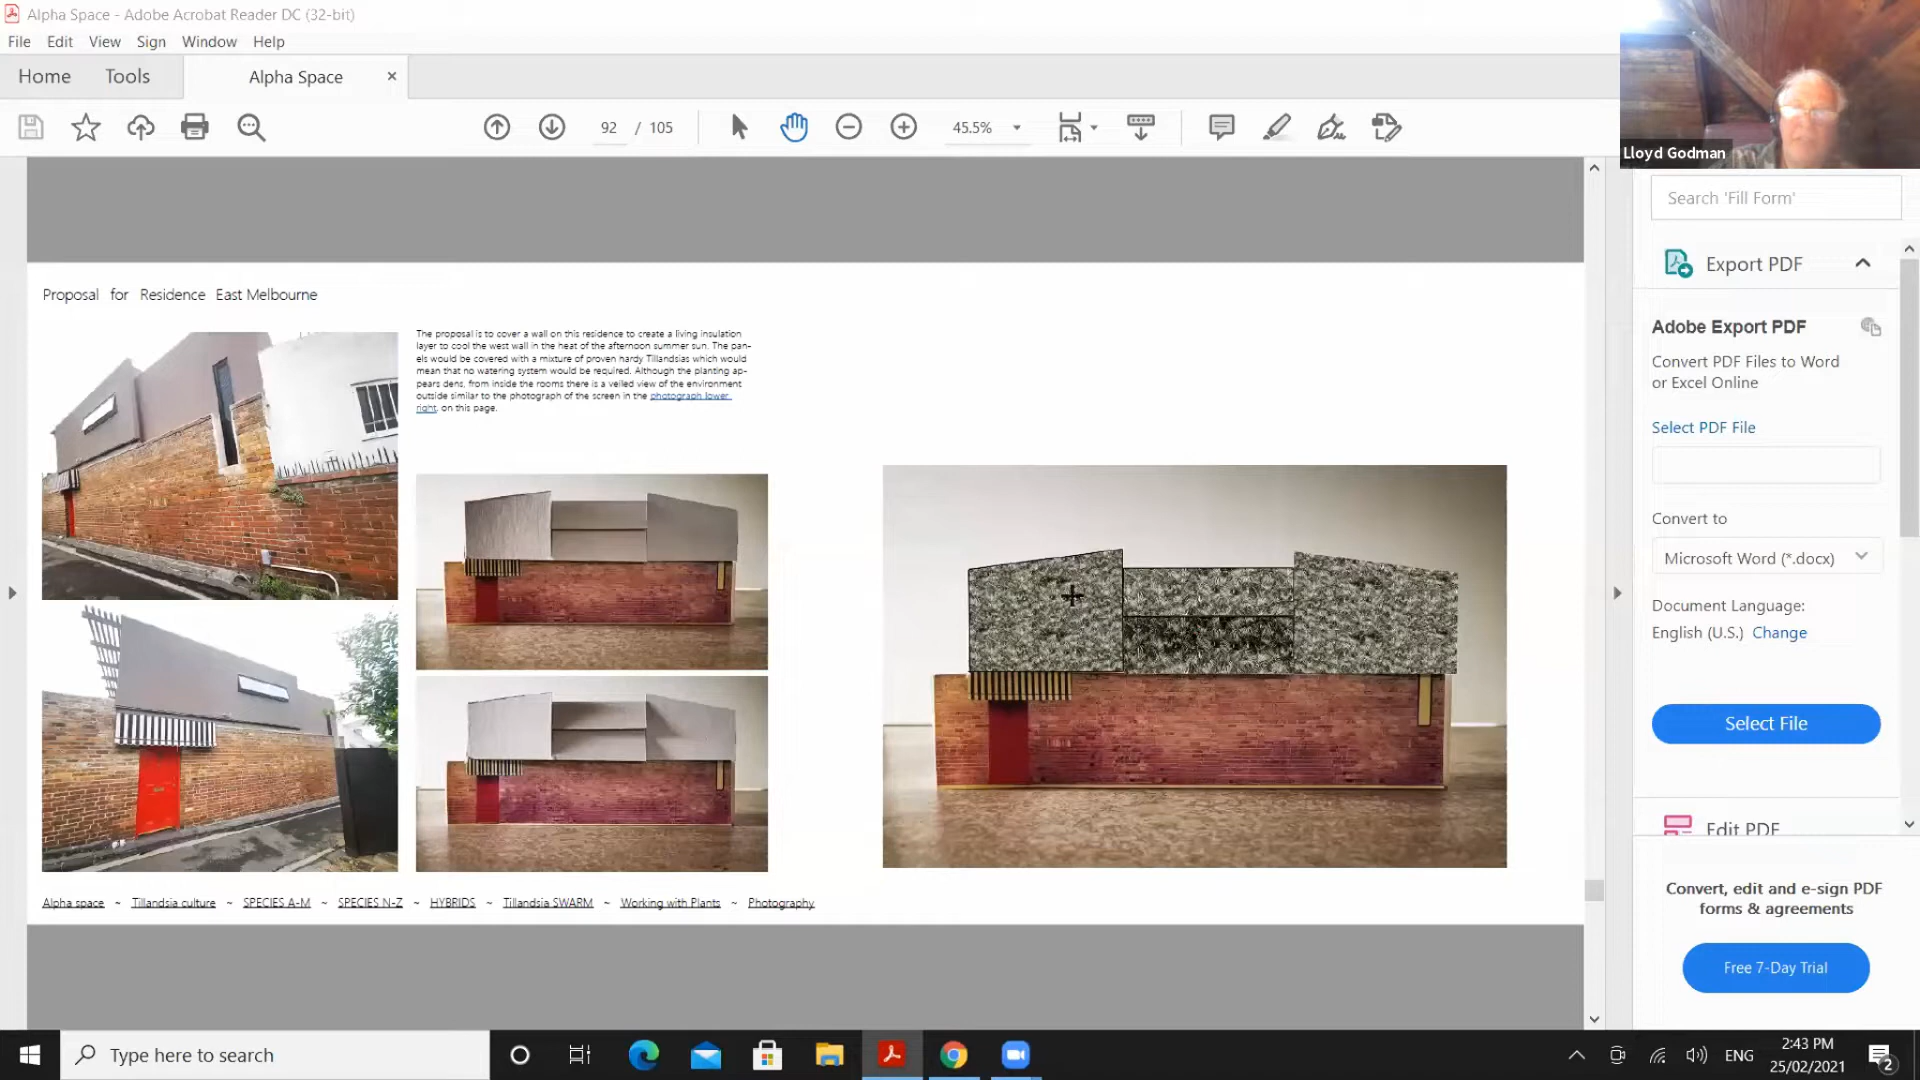 Alpha Space - Adobe Acrobat Reader DC (32-bit)
File Edit View Sign Window Help
Home Tools Alpha Space ×
92 / 105 45.5%
Lloyd Godman
Search 'Fill Form'
Export PDF
Adobe Export PDF
Convert PDF Files to Word
or Excel Online
Select PDF File
Convert to
Microsoft Word (*.docx)
Document Language:
English (U.S.) Change
Select File
Edit PDF
Convert, edit and e-sign PDF
forms & agreements
Free 7-Day Trial
Proposal for Residence East Melbourne
The proposal is to cover a wall on this residence to create a living insulation
layer to cool the west wall in the heat of the afternoon summer sun. The pan-
els would be covered with a mixture of proven hardy Tillandsias which would
mean that no watering system would be required. Although the planting ap-
pears dens, from inside the rooms there is a veiled view of the environment
outside similar to the photograph of the screen in the photograph lower
right, on this page.
Alpha space ~ Tillandsia culture ~ SPECIES A-M ~ SPECIES N-Z ~ HYBRIDS ~ Tillandsia SWARM ~ Working with Plants ~ Photography
Type here to search
ENG
2:43 PM
25/02/2021
2